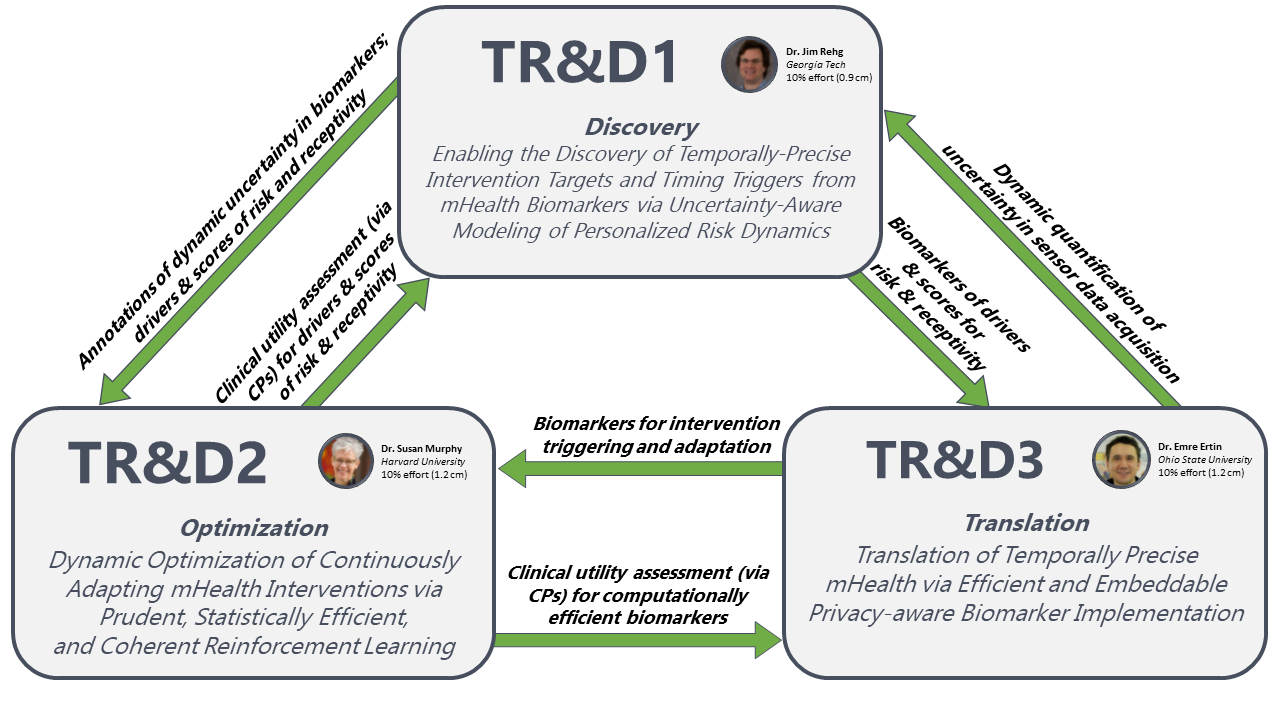 TR&D1
Dr. Jim Rehg
Georgia Tech
10% effort (0.9 cm)
Discovery
Enabling the Discovery of Temporally-Precise
Intervention Targets and Timing Triggers from
mHealth Biomarkers via Uncertainty-Aware
Modeling of Personalized Risk Dynamics
Annotations of dynamic uncertainty in biomarkers;
drivers & scores of risk and receptivity
Clinical utility assessment (via
CPs) for drivers & scores
of risk & receptivity
Biomarkers of drivers
& scores for
risk & receptivity
Dynamic quantification of
uncertainty in sensor data acquisition
TR&D2
Dr. Susan Murphy
Harvard University
10% effort (1.2 cm)
Optimization
Dynamic Optimization of Continuously
Adapting mHealth Interventions via
Prudent, Statistically Efficient,
and Coherent Reinforcement Learning
Biomarkers for intervention
triggering and adaptation
Clinical utility assessment (via
CPs) for computationally
efficient biomarkers
TR&D3
Dr. Emre Ertin
Ohio State University
10% effort (1.2 cm)
Translation
Translation of Temporally Precise
mHealth via Efficient and Embeddable
Privacy-aware Biomarker Implementation